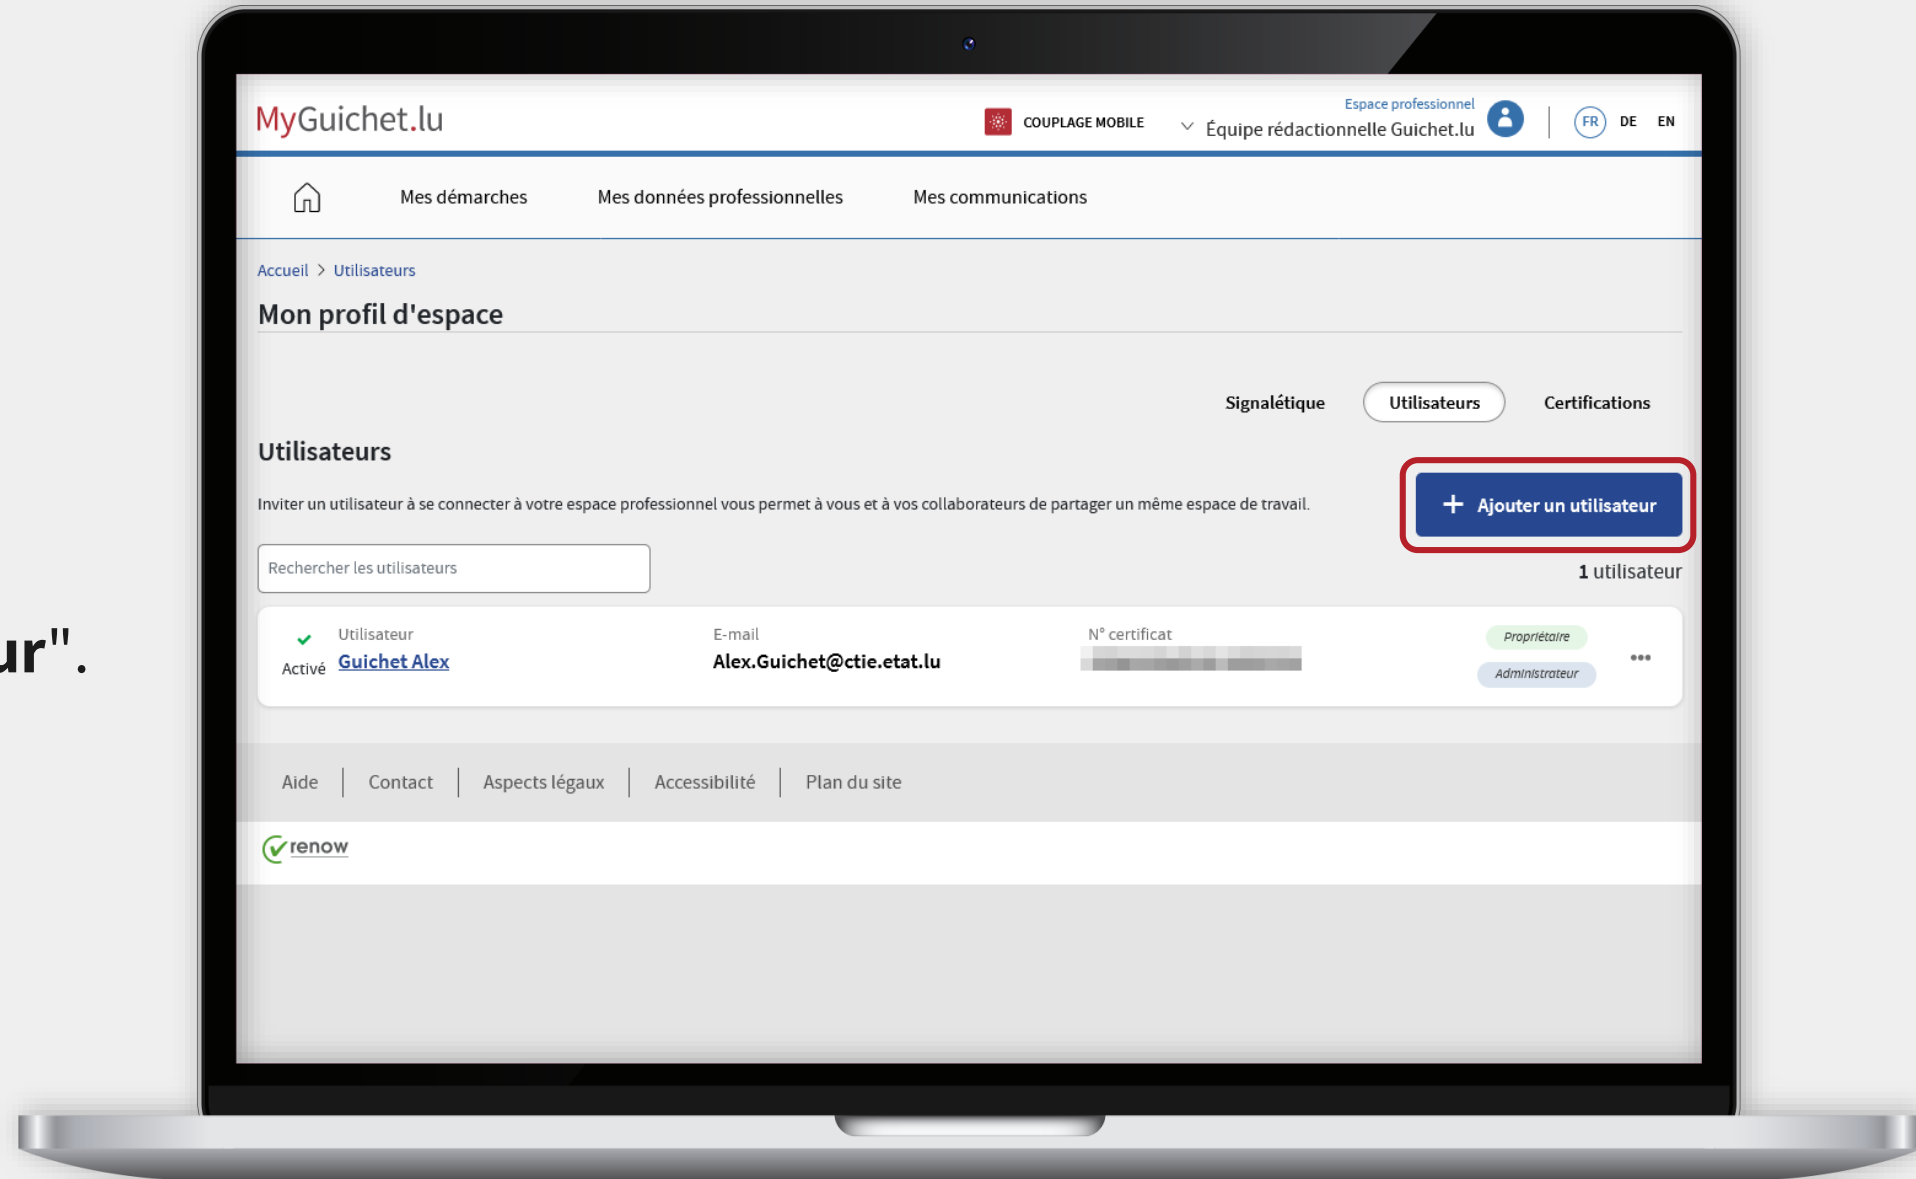 MyGuichet.lu
COUPLAGE MOBILE
Espace professionnel
Équipe rédactionnelle Guichet.lu
FR DE EN
Mes démarches Mes données professionnelles Mes communications
Accueil > Utilisateurs
Mon profil d'espace
Signalétique Utilisateurs Certifications
Utilisateurs
Inviter un utilisateur à se connecter à votre espace professionnel vous permet à vous et à vos collaborateurs de partager un même espace de travail.
+ Ajouter un utilisateur
Rechercher les utilisateurs
1 utilisateur
ur".
Activé
Utilisateur
Guichet Alex
E-mail
Alex.Guichet@ctie.etat.lu
N° certificat
Propriétaire
Administrateur
Aide | Contact | Aspects légaux | Accessibilité | Plan du site
renow